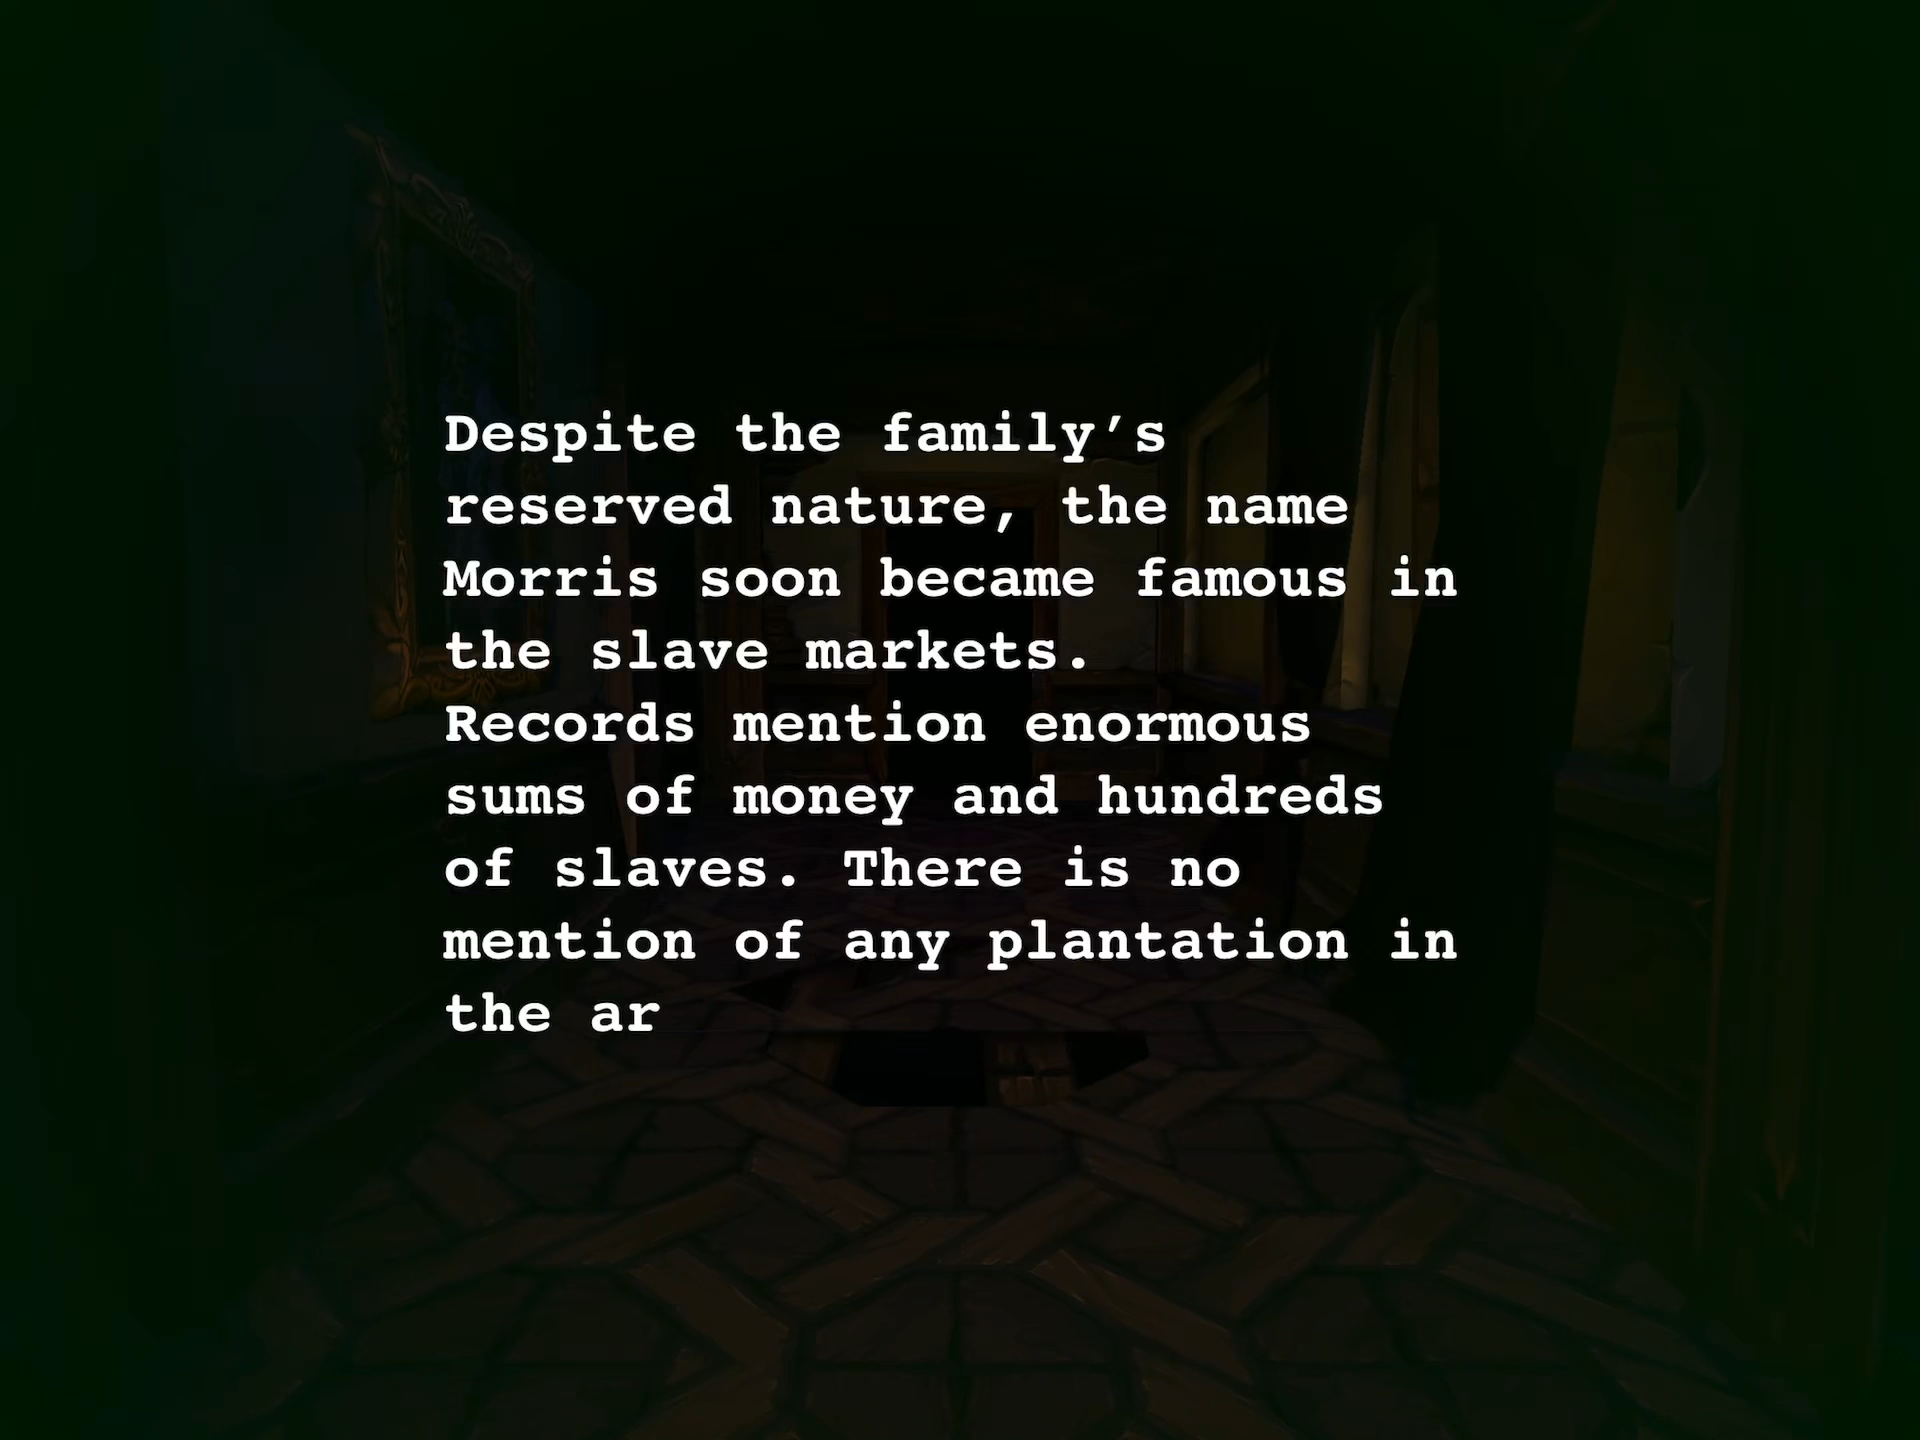 Despite the family’s
reserved nature, the name
Morris soon became famous in
the slave markets.
Records mention enormous
sums of money and hundreds
of slaves. There is no
mention of any plantation in
the ar